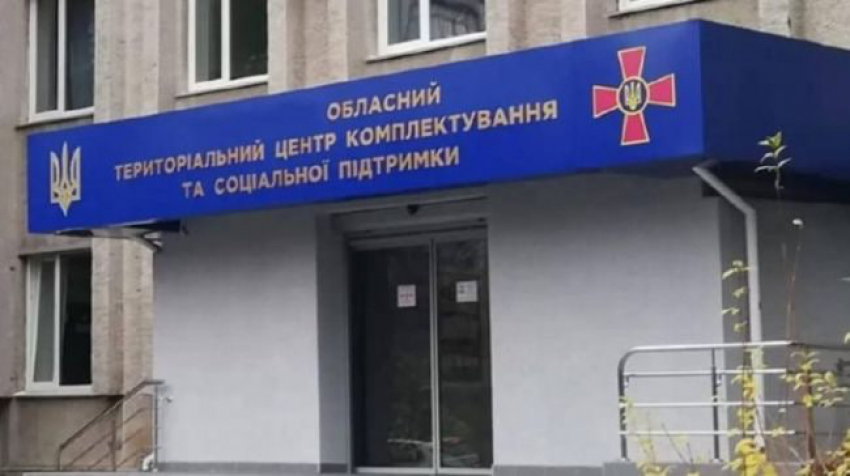 ОБЛАСНИЙ
ТЕРИТОРІАЛЬНИЙ ЦЕНТР КОМПЛЕКТУВАННЯ
ТА СОЦІАЛЬНОЇ ПІДТРИМКИ